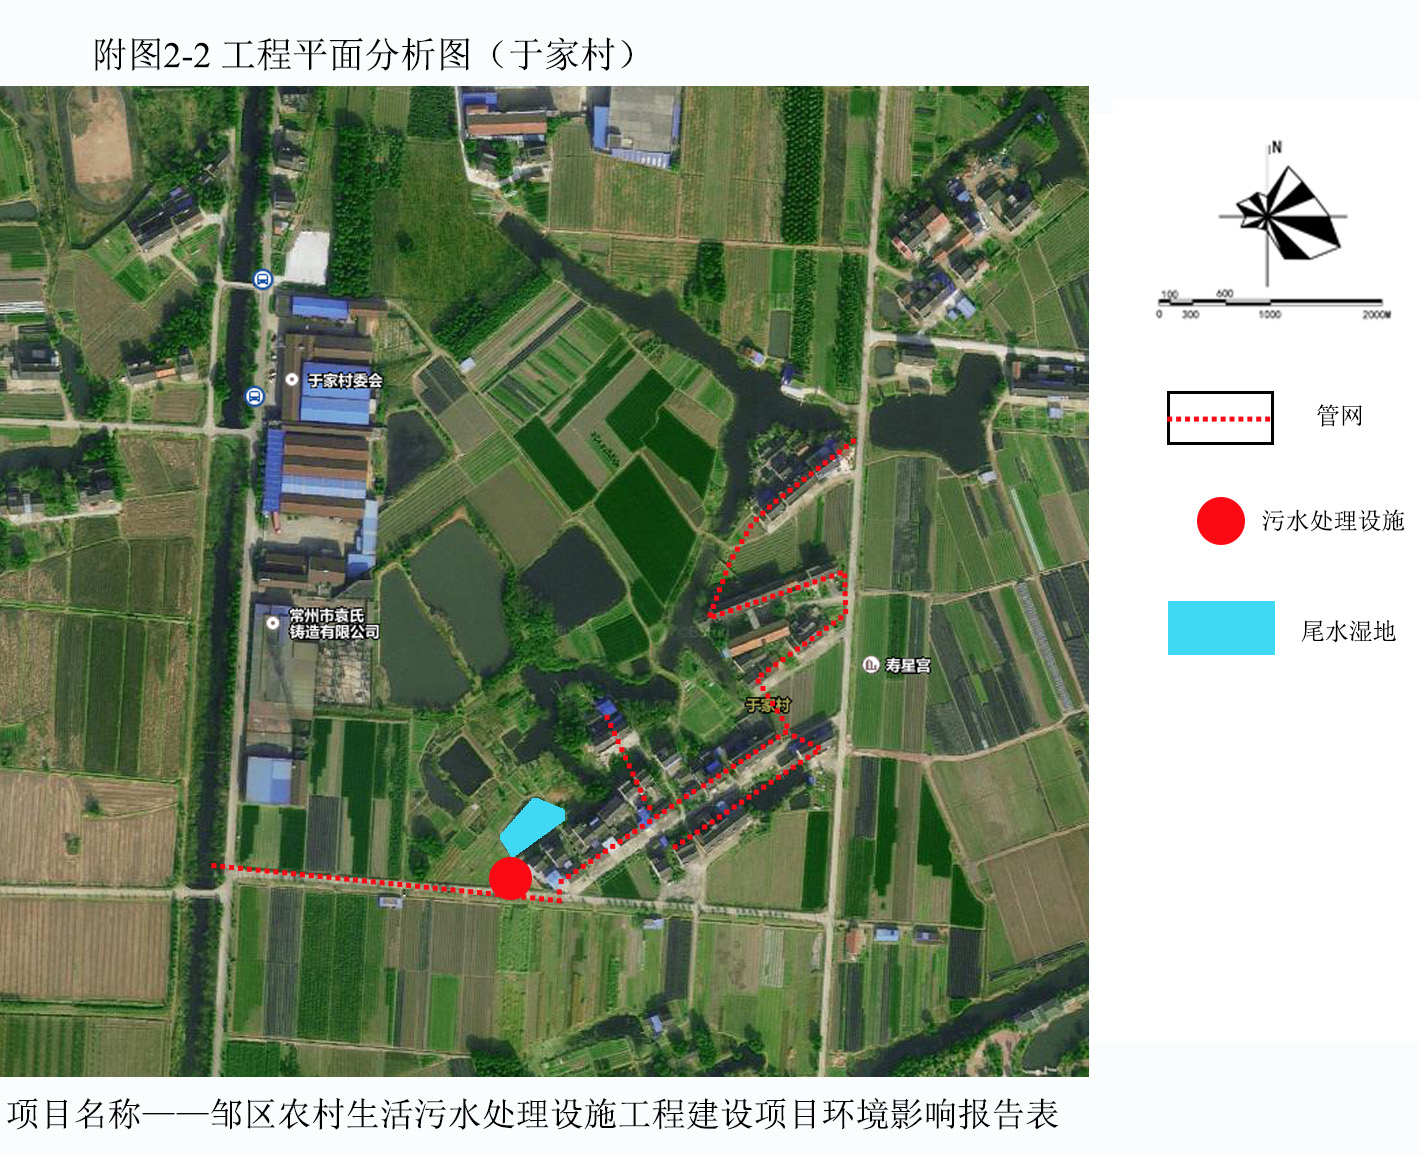 附图2-2 工程平面分析图（于家村）
N
100 600
0 300 1000 2000M
于家村委会
管网
污水处理设施
常州市袁氏
铸造有限公司
尾水湿地
寿星宫
于家村
项目名称——邹区农村生活污水处理设施工程建设项目环境影响报告表